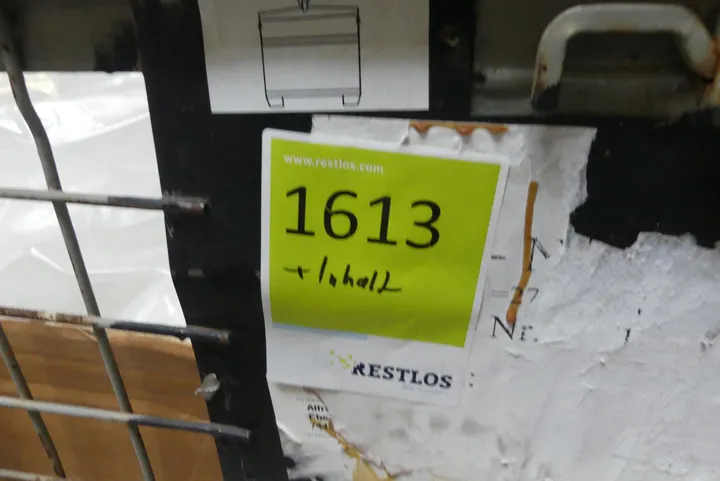 www.restlos.com
1613
+ Inhalt
RESTLOS
Nr.